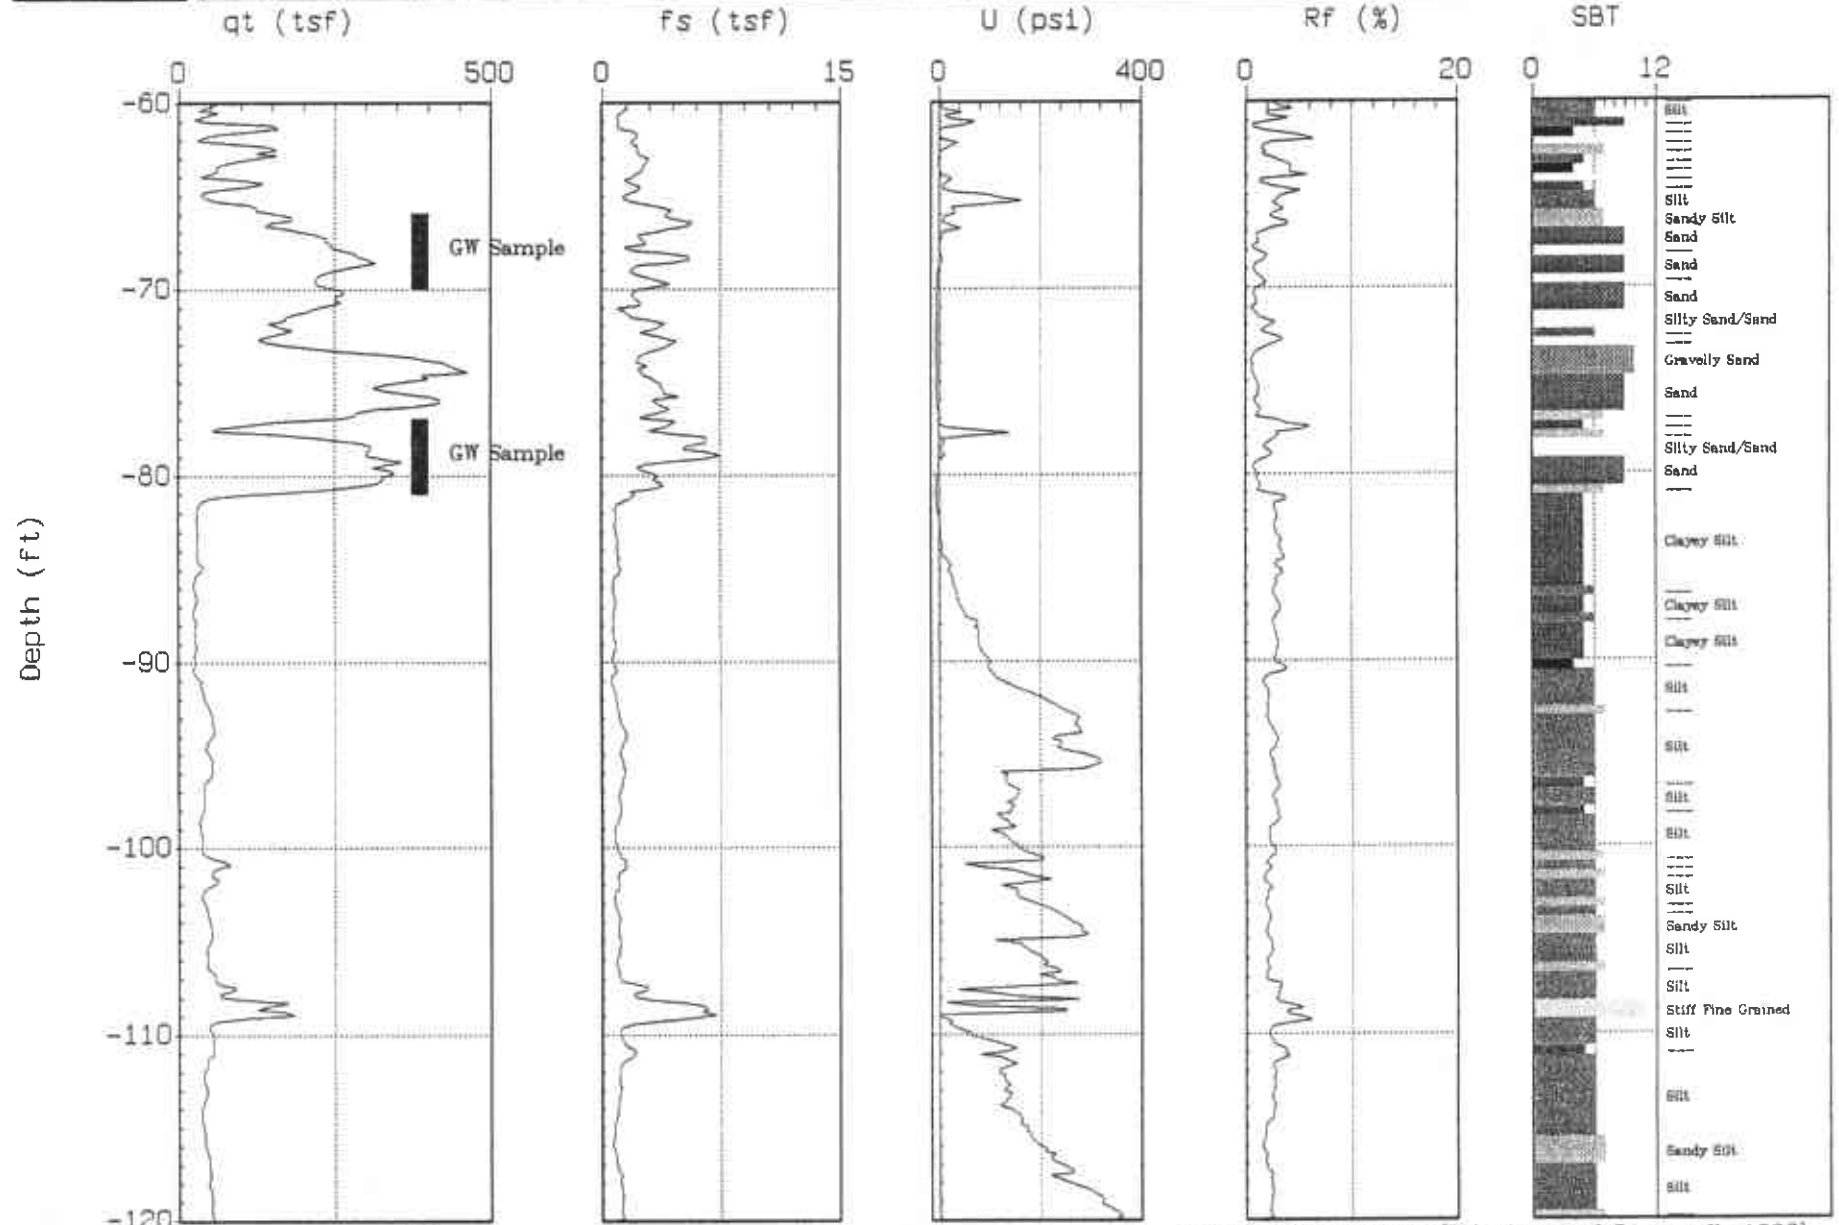 qt (tsf) fs (tsf) U (psi) Rf (%) SBT
0 500 0 15 0 400 0 20 0 12
Depth (ft)
-60
Silt
Silt
Sandy Silt
Sand
GW Sample
Sand
-70
Sand
Silty Sand/Sand
Gravelly Sand
Sand
GW Sample
Silty Sand/Sand
Sand
-80
Clayey Silt
Clayey Silt
Clayey Silt
-90
Silt
Silt
Silt
Silt
-100
Silt
Sandy Silt
Silt
Silt
Stiff Fine Grained
Silt
-110
Silt
Sandy Silt
Silt
-120